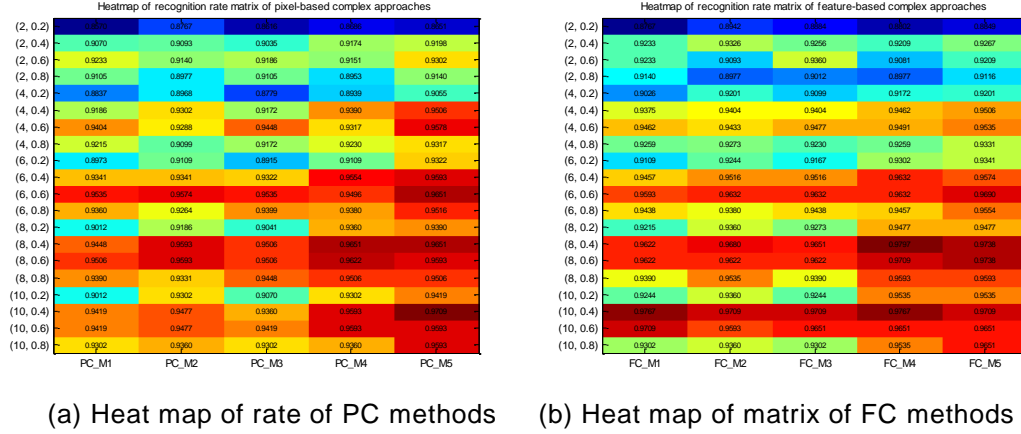 Heatmap of recognition rate matrix of pixel-based complex approaches
(2, 0.2) 0.8767
(2, 0.4) 0.9070 0.9093 0.9035 0.9174 0.9198
(2, 0.6) 0.9233 0.9140 0.9186 0.9151 0.9302
(2, 0.8) 0.9105 0.8977 0.9105 0.8953 0.9140
(4, 0.2) 0.8837 0.8968 0.8779 0.8939 0.9055
(4, 0.4) 0.9186 0.9302 0.9172 0.9390 0.9506
(4, 0.6) 0.9404 0.9288 0.9448 0.9317 0.9578
(4, 0.8) 0.9215 0.9099 0.9172 0.9230 0.9317
(6, 0.2) 0.8973 0.9109 0.8915 0.9109 0.9322
(6, 0.4) 0.9341 0.9341 0.9322 0.9554 0.9593
(6, 0.6) 0.9535 0.9574 0.9535 0.9496 0.9651
(6, 0.8) 0.9360 0.9264 0.9399 0.9380 0.9516
(8, 0.2) 0.9012 0.9186 0.9041 0.9360 0.9390
(8, 0.4) 0.9448 0.9593 0.9506 0.9651 0.9651
(8, 0.6) 0.9506 0.9593 0.9506 0.9622 0.9593
(8, 0.8) 0.9390 0.9331 0.9448 0.9506 0.9506
(10, 0.2) 0.9012 0.9302 0.9070 0.9302 0.9419
(10, 0.4) 0.9419 0.9477 0.9360 0.9593 0.9709
(10, 0.6) 0.9419 0.9477 0.9419 0.9593 0.9593
(10, 0.8) 0.9302 0.9360 0.9302 0.9360 0.9593
PC_M1 PC_M2 PC_M3 PC_M4 PC_M5
(a) Heat map of rate of PC methods
Heatmap of recognition rate matrix of feature-based complex approaches
(2, 0.2) 0.8942
(2, 0.4) 0.9233 0.9326 0.9256 0.9209 0.9267
(2, 0.6) 0.9233 0.9093 0.9360 0.9081 0.9209
(2, 0.8) 0.9140 0.8977 0.9012 0.8977 0.9116
(4, 0.2) 0.9026 0.9201 0.9099 0.9172 0.9201
(4, 0.4) 0.9375 0.9404 0.9404 0.9462 0.9506
(4, 0.6) 0.9462 0.9433 0.9477 0.9491 0.9535
(4, 0.8) 0.9259 0.9273 0.9230 0.9259 0.9331
(6, 0.2) 0.9109 0.9244 0.9167 0.9302 0.9341
(6, 0.4) 0.9457 0.9516 0.9516 0.9632 0.9574
(6, 0.6) 0.9593 0.9632 0.9632 0.9632 0.9690
(6, 0.8) 0.9438 0.9380 0.9438 0.9457 0.9554
(8, 0.2) 0.9215 0.9360 0.9273 0.9477 0.9477
(8, 0.4) 0.9622 0.9680 0.9651 0.9797 0.9738
(8, 0.6) 0.9622 0.9622 0.9622 0.9709 0.9738
(8, 0.8) 0.9390 0.9535 0.9390 0.9593 0.9593
(10, 0.2) 0.9244 0.9360 0.9244 0.9535 0.9535
(10, 0.4) 0.9767 0.9709 0.9709 0.9767 0.9709
(10, 0.6) 0.9709 0.9593 0.9651 0.9651 0.9651
(10, 0.8) 0.9302 0.9360 0.9302 0.9535 0.9651
FC_M1 FC_M2 FC_M3 FC_M4 FC_M5
(b) Heat map of matrix of FC methods